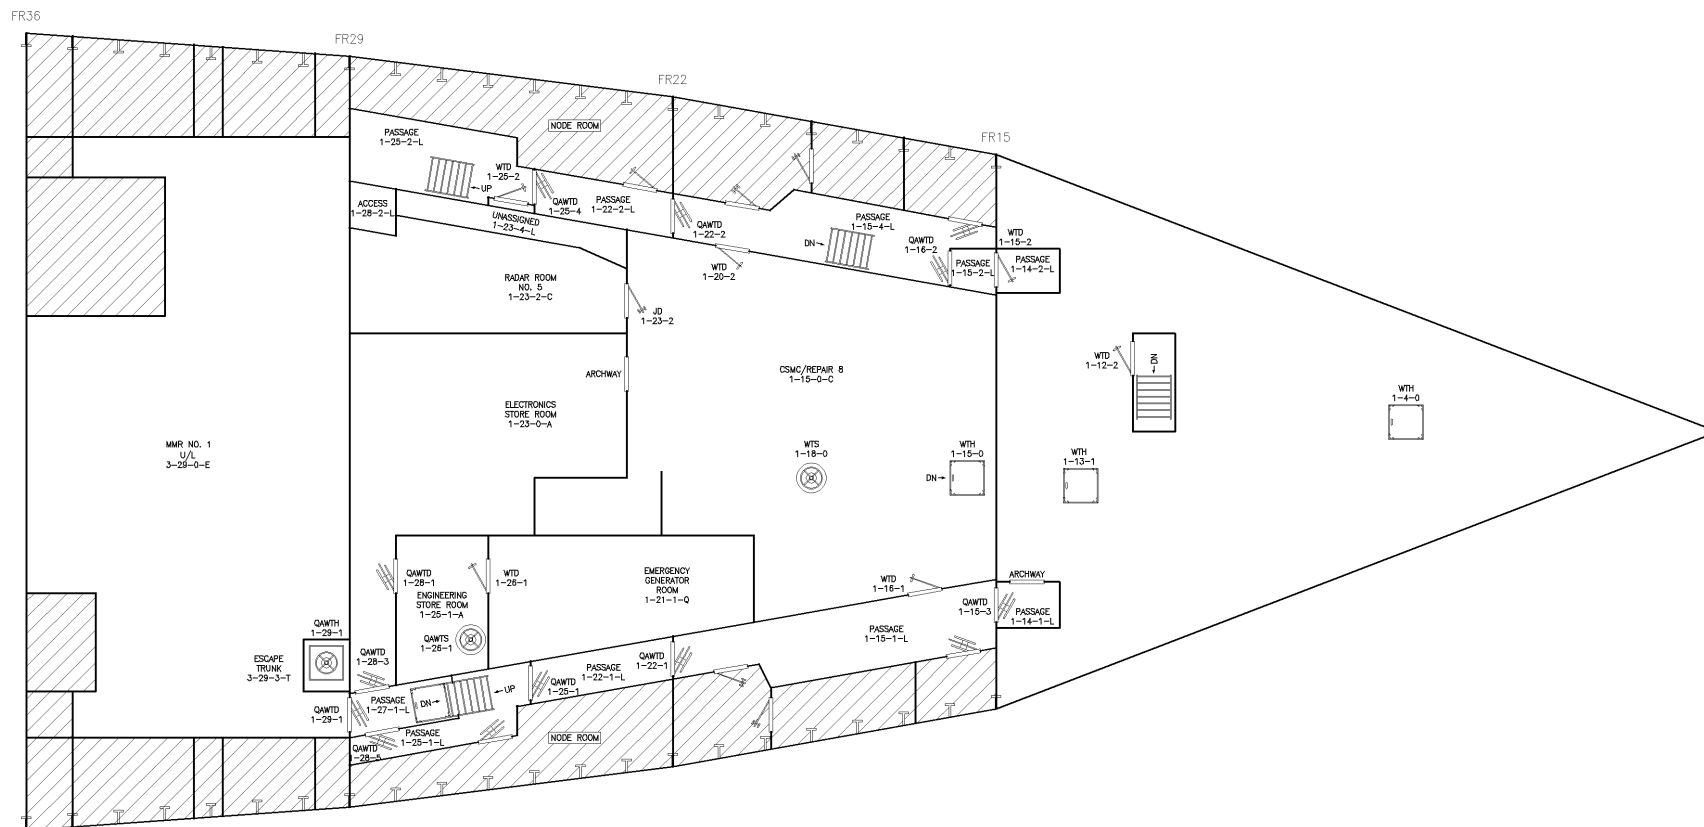 FR36
FR29
FR22
FR15
NODE ROOM
PASSAGE
1-25-2-L
WTD
1-25-2
UP
ACCESS
1-28-2-L
QAWTD
1-25-4
PASSAGE
1-22-2-L
UNASSIGNED
1-23-4-L
QAWTD
1-22-2
PASSAGE
1-15-4-L
DN
QAWTD
1-16-2
WTD
1-15-2
PASSAGE
1-15-2-L
PASSAGE
1-14-2-L
WTD
1-20-2
RADAR ROOM
NO. 5
1-23-2-C
JD
1-23-2
ARCHWAY
CSMC/REPAIR 8
1-15-0-C
WTD
1-12-2
DN
WTH
1-4-0
ELECTRONICS
STORE ROOM
1-23-0-A
MMR NO. 1
U/L
3-29-0-E
WTS
1-18-0
WTH
1-15-0
DN
WTH
1-13-1
QAWTD
1-28-1
WTD
1-26-1
EMERGENCY
GENERATOR
ROOM
1-21-1-Q
WTD
1-16-1
ARCHWAY
ENGINEERING
STORE ROOM
1-25-1-A
QAWTD
1-15-3
PASSAGE
1-14-1-L
QAWTH
1-29-1
QAWTS
1-26-1
PASSAGE
1-15-1-L
ESCAPE
TRUNK
3-29-3-T
QAWTD
1-28-3
QAWTD
1-22-1
PASSAGE
1-22-1-L
QAWTD
1-25-1
UP
DN
PASSAGE
1-27-1-L
QAWTD
1-29-1
PASSAGE
1-25-1-L
QAWTD
1-28-5
NODE ROOM